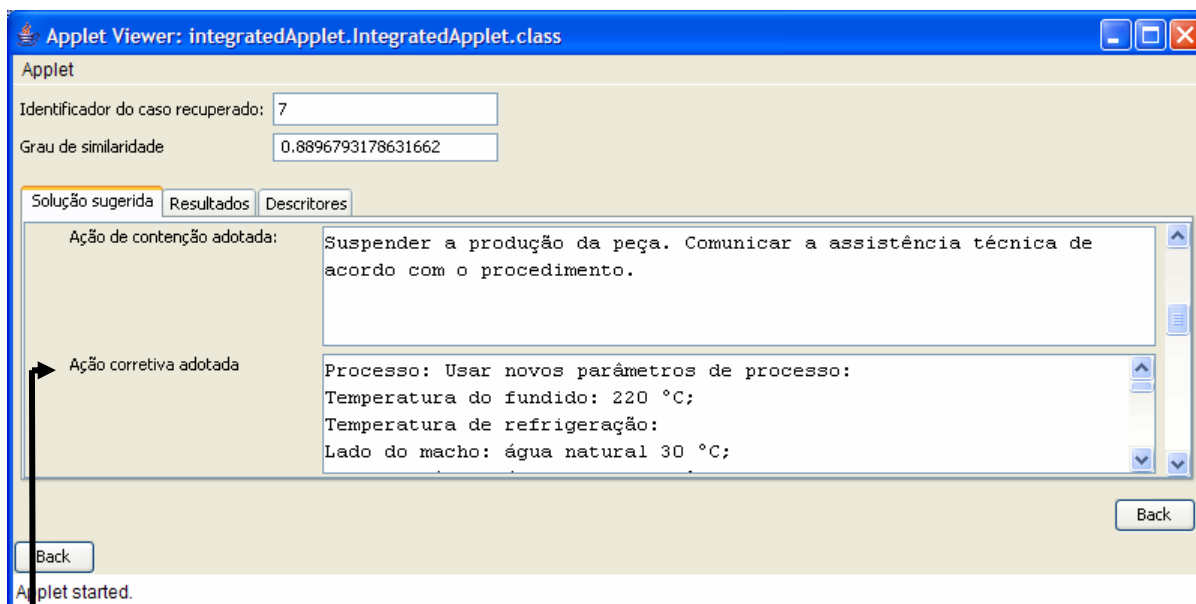 Applet Viewer: integratedApplet.IntegratedApplet.class
Applet
Identificador do caso recuperado: 7
Grau de similaridade 0.8896793178631662
Solução sugerida Resultados Descritores
Ação de contenção adotada:
Suspender a produção da peça. Comunicar a assistência técnica de
acordo com o procedimento.
Ação corretiva adotada
Processo: Usar novos parâmetros de processo:
Temperatura do fundido: 220 °C;
Temperatura de refrigeração:
Lado do macho: água natural 30 °C;
Back
Back
Applet started.